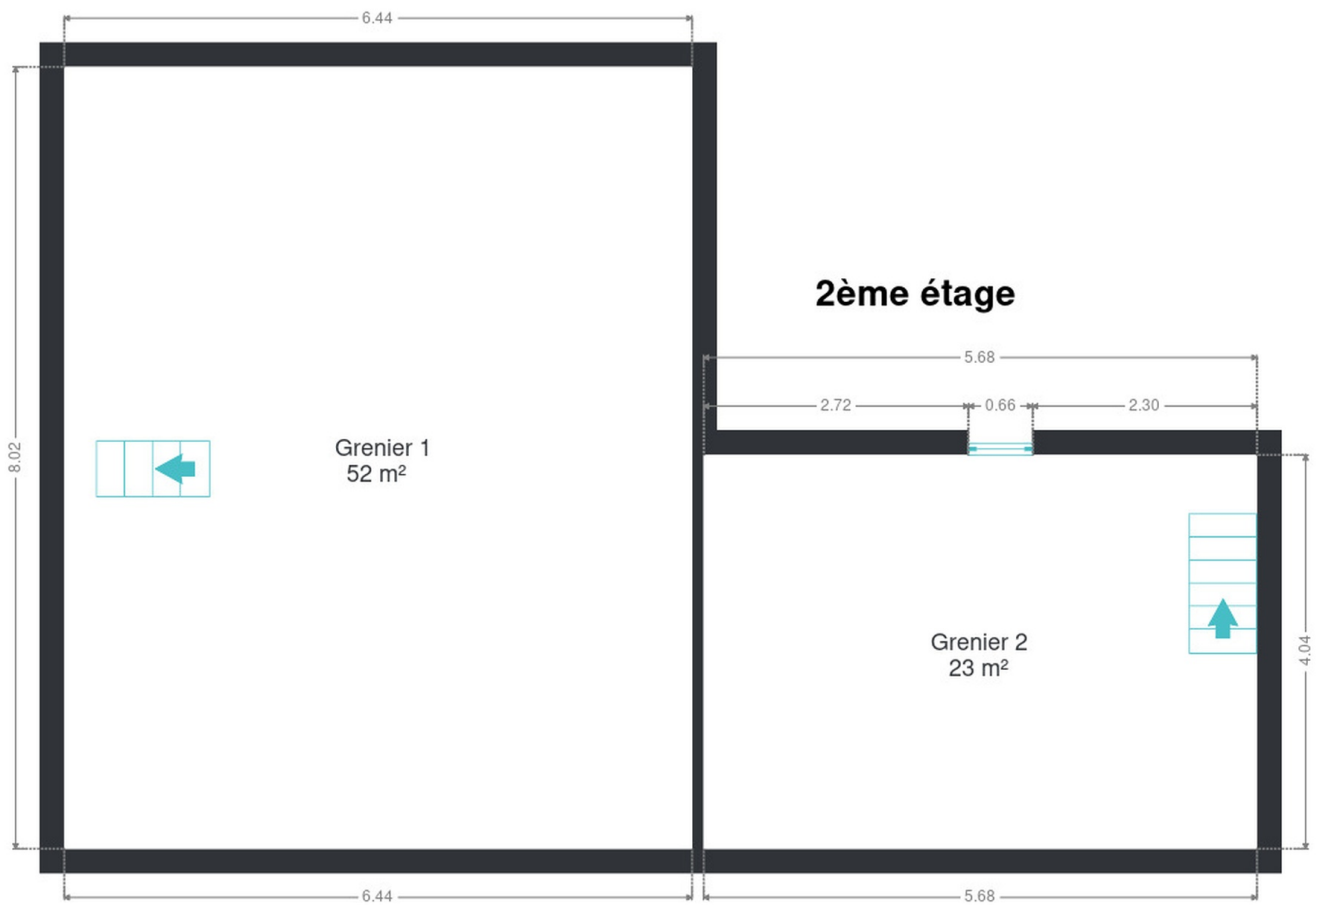 6.44
2ème étage
5.68
2.72
0.66
2.30
8.02
Grenier 1
52 m²
Grenier 2
23 m²
4.04
6.44
5.68